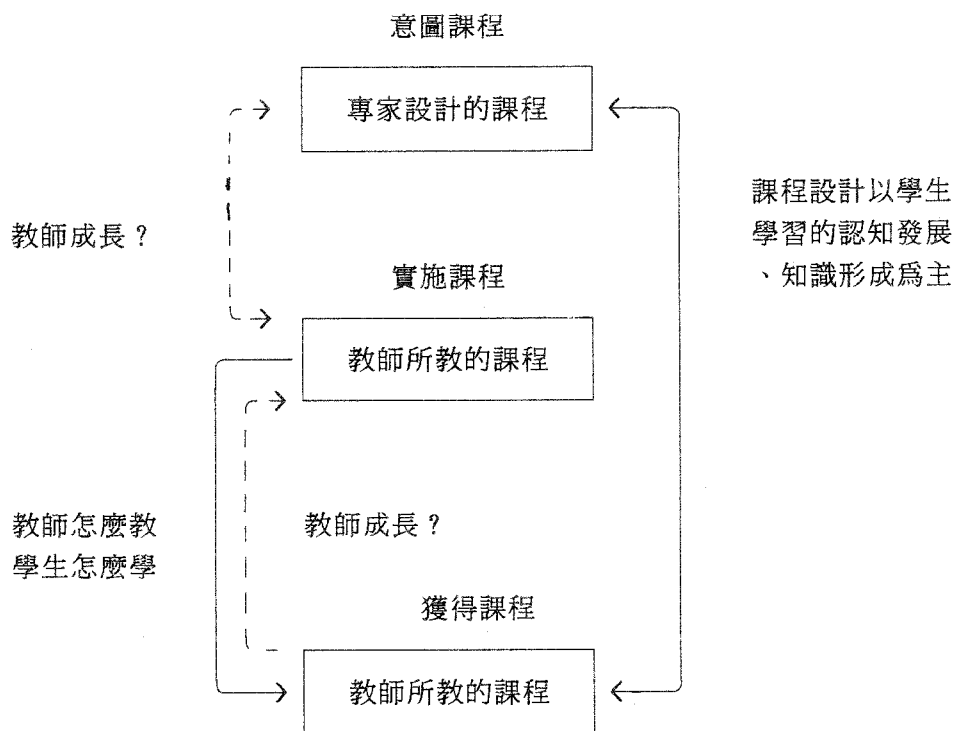 意圖課程
專家設計的課程
課程設計以學生
學習的認知發展
、知識形成爲主
教師成長？
實施課程
教師所教的課程
教師怎麼教
學生怎麼學
教師成長？
獲得課程
教師所教的課程